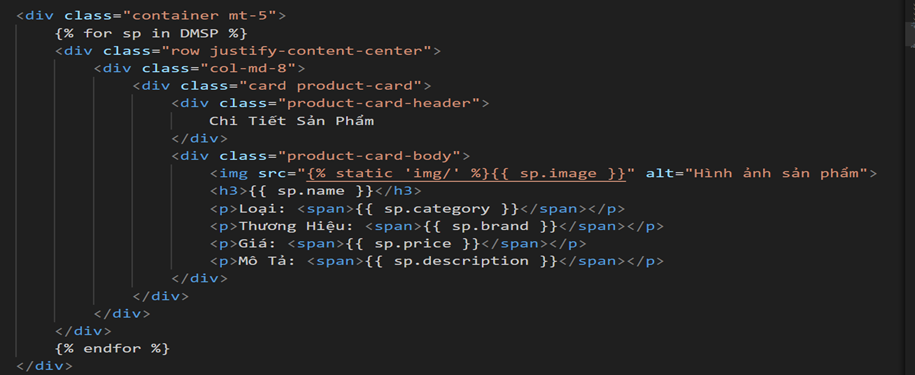 <div class="container mt-5">
{% for sp in DMSP %}
<div class="row justify-content-center">
<div class="col-md-8">
<div class="card product-card">
<div class="product-card-header">
Chi Tiết Sản Phẩm
</div>
<div class="product-card-body">
<img src="{% static 'img/' %}{{ sp.image }}" alt="Hình ảnh sản phẩm">
<h3>{{ sp.name }}</h3>
<p>Loại: <span>{{ sp.category }}</span></p>
<p>Thương Hiệu: <span>{{ sp.brand }}</span></p>
<p>Giá: <span>{{ sp.price }}</span></p>
<p>Mô Tả: <span>{{ sp.description }}</span></p>
</div>
</div>
</div>
</div>
{% endfor %}
</div>